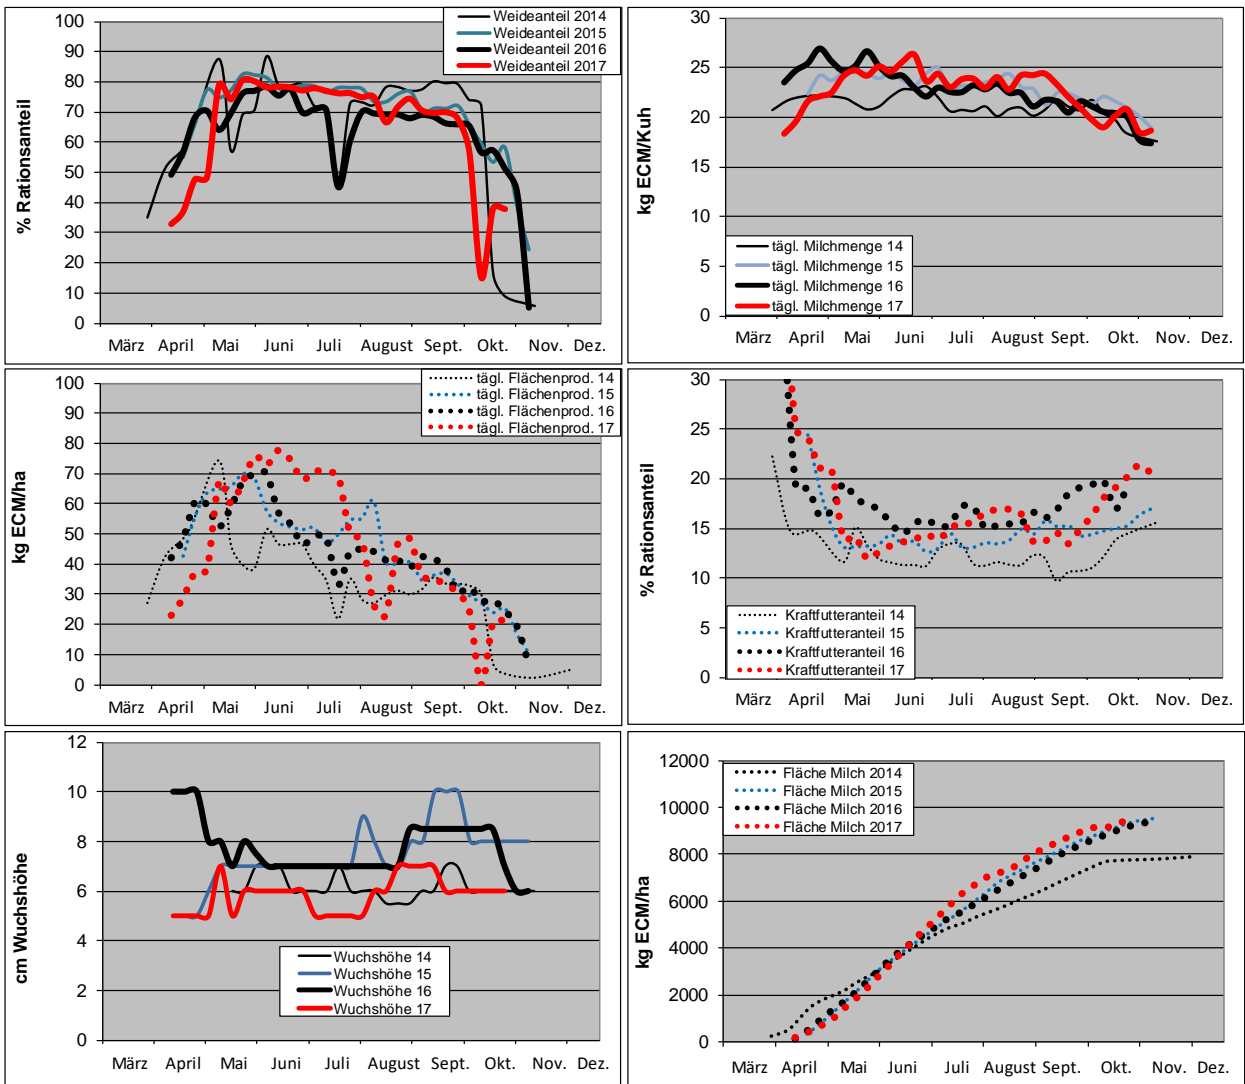 100
90
80
70
60
50
40
30
20
10
0
% Rationsanteil
Weideanteil 2014
Weideanteil 2015
Weideanteil 2016
Weideanteil 2017
März April Mai Juni Juli August Sept. Okt. Nov. Dez.
30
25
20
15
10
5
0
kg ECM/Kuh
tägl. Milchmenge 14
tägl. Milchmenge 15
tägl. Milchmenge 16
tägl. Milchmenge 17
März April Mai Juni Juli August Sept. Okt. Nov. Dez.
100
90
80
70
60
50
40
30
20
10
0
kg ECM/ha
tägl. Flächenprod. 14
tägl. Flächenprod. 15
tägl. Flächenprod. 16
tägl. Flächenprod. 17
März April Mai Juni Juli August Sept. Okt. Nov. Dez.
30
25
20
15
10
5
0
% Rationsanteil
Kraftfutteranteil 14
Kraftfutteranteil 15
Kraftfutteranteil 16
Kraftfutteranteil 17
März April Mai Juni Juli August Sept. Okt. Nov. Dez.
12
10
8
6
4
2
0
cm Wuchshöhe
Wuchshöhe 14
Wuchshöhe 15
Wuchshöhe 16
Wuchshöhe 17
März April Mai Juni Juli August Sept. Okt. Nov. Dez.
12000
10000
8000
6000
4000
2000
0
kg ECM/ha
Fläche Milch 2014
Fläche Milch 2015
Fläche Milch 2016
Fläche Milch 2017
März April Mai Juni Juli August Sept. Okt. Nov. Dez.